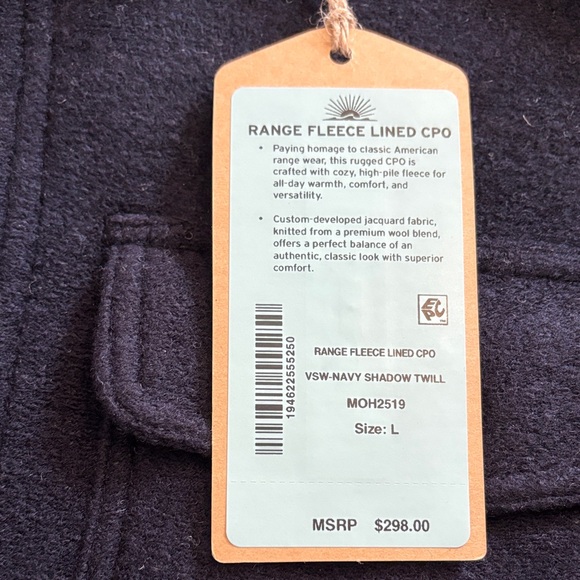 RANGE FLEECE LINED CPO
• Paying homage to classic American
range wear, this rugged CPO is
crafted with cozy, high-pile fleece for
all-day warmth, comfort, and
versatility.
• Custom-developed jacquard fabric,
knitted from a premium wool blend,
offers a perfect balance of an
authentic, classic look with superior
comfort.
EPC
194622555250
RANGE FLEECE LINED CPO
VSW-NAVY SHADOW TWILL
MOH2519
Size: L
MSRP $298.00